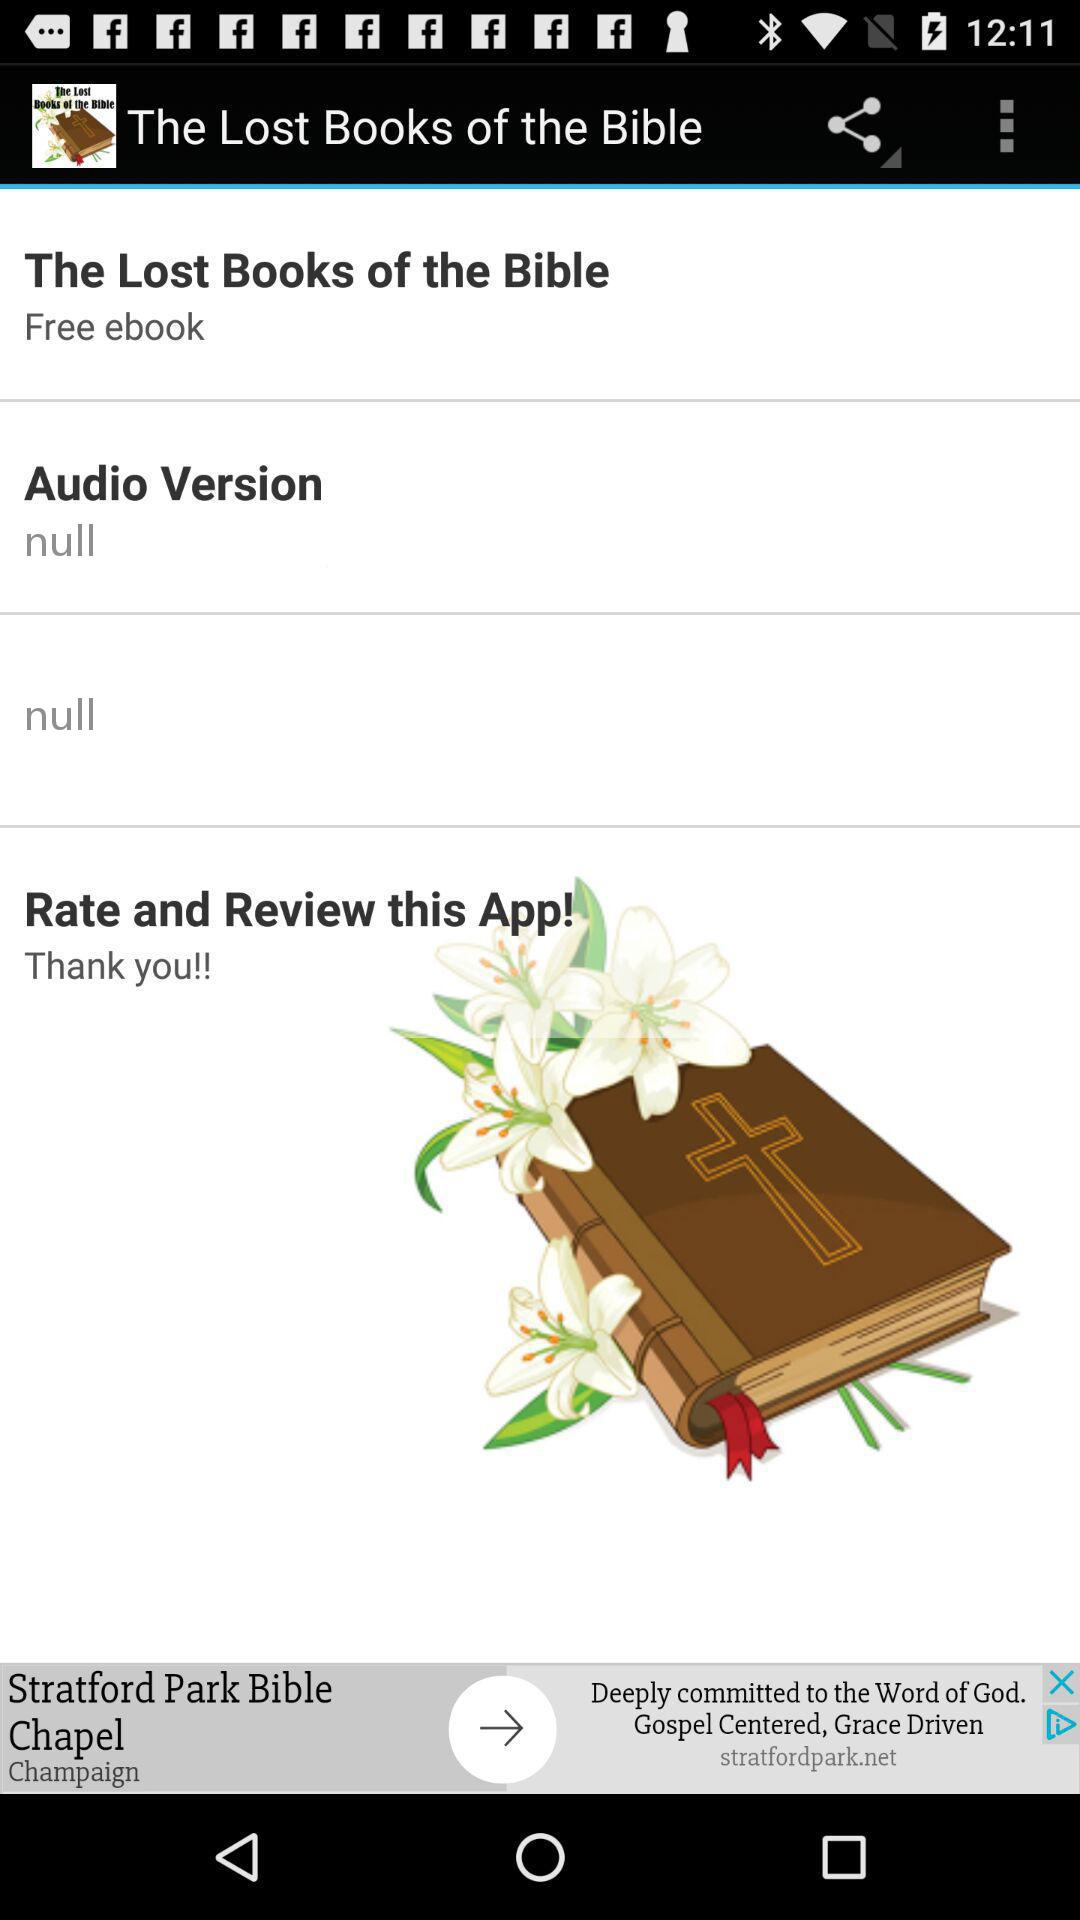 12:11
The Lost
Books of the Bible
The Lost Books of the Bible
The Lost Books of the Bible
Free ebook
Audio Version
null
null
Rate and Review this App!
Thank you!!
Stratford Park Bible
Chapel
Champaign
Deeply committed to the Word of God.
Gospel Centered, Grace Driven
stratfordpark.net